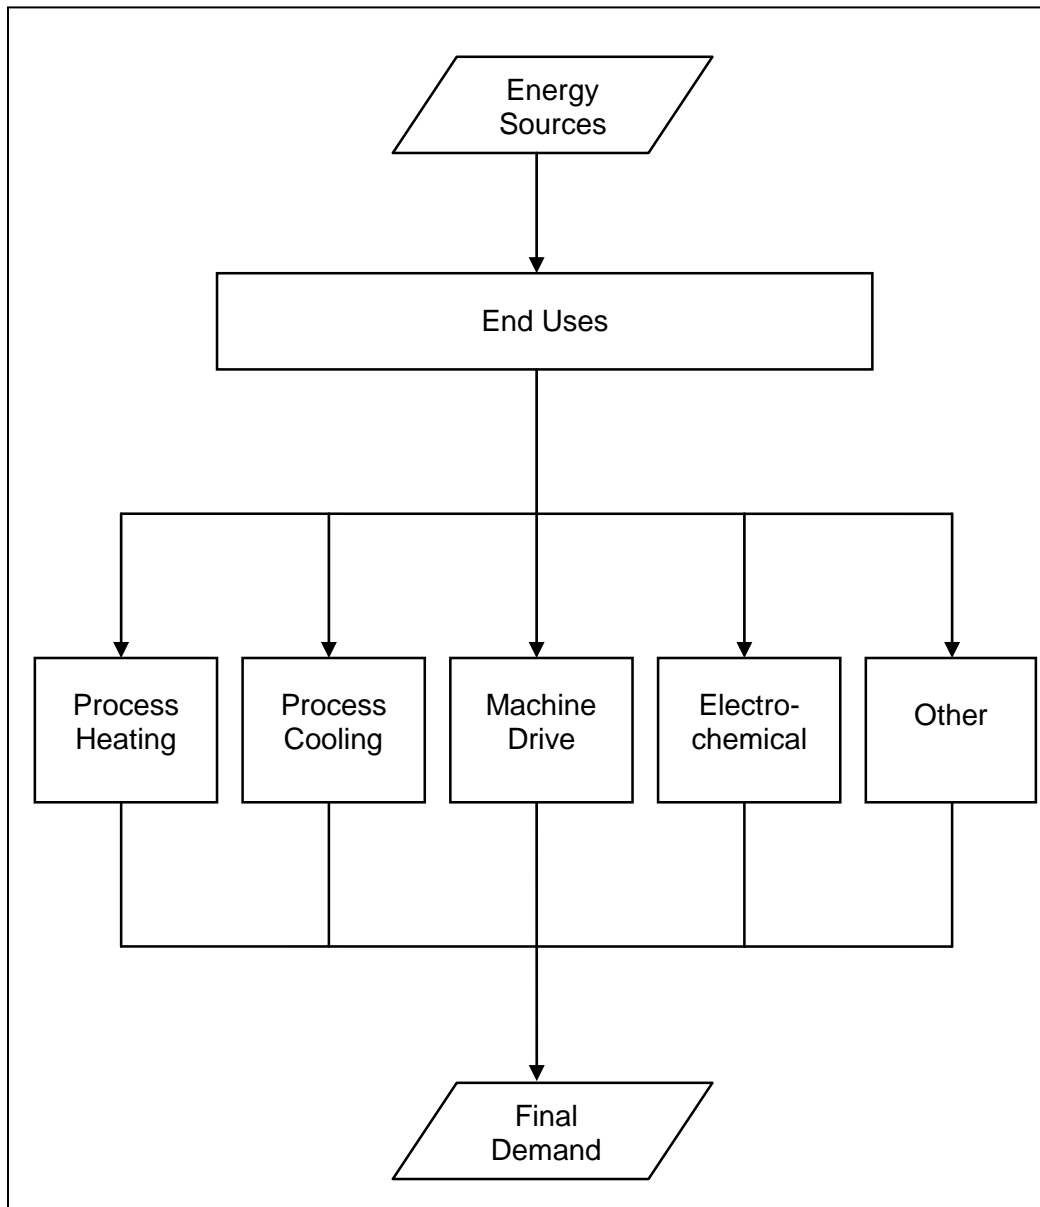 Energy
Sources
End Uses
Process
Heating
Process
Cooling
Machine
Drive
Electro-
chemical
Other
Final
Demand